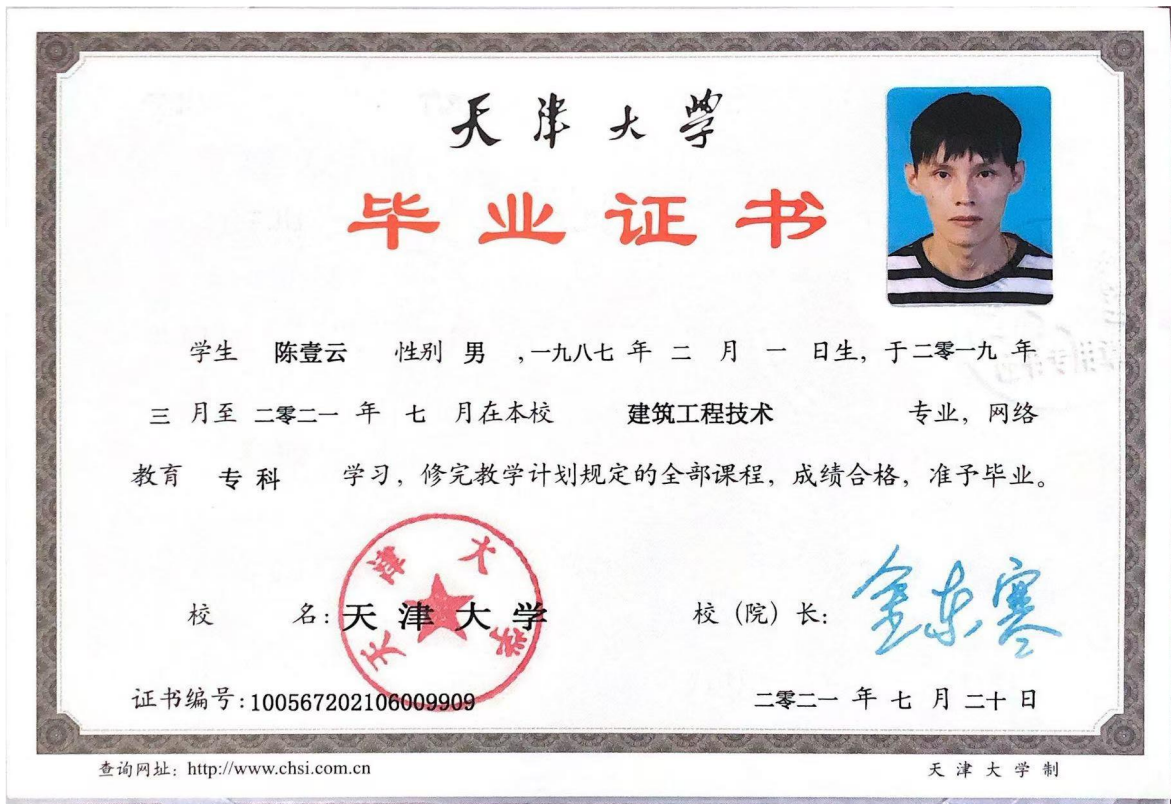 天津大学
毕业证书
学生 陈壹云 性别 男 ，一九八七 年 二 月 一 日生，于二零一九 年
三 月至 二零二一 年 七 月在本校 建筑工程技术 专业，网络
教育 专科 学习，修完教学计划规定的全部课程，成绩合格，准予毕业。
天津大学
校 名：天津大学 校（院）长：金东寒
证书编号：100567202106009909 二零二一 年 七 月 二十 日
查询网址：http://www.chsi.com.cn 天津大学制